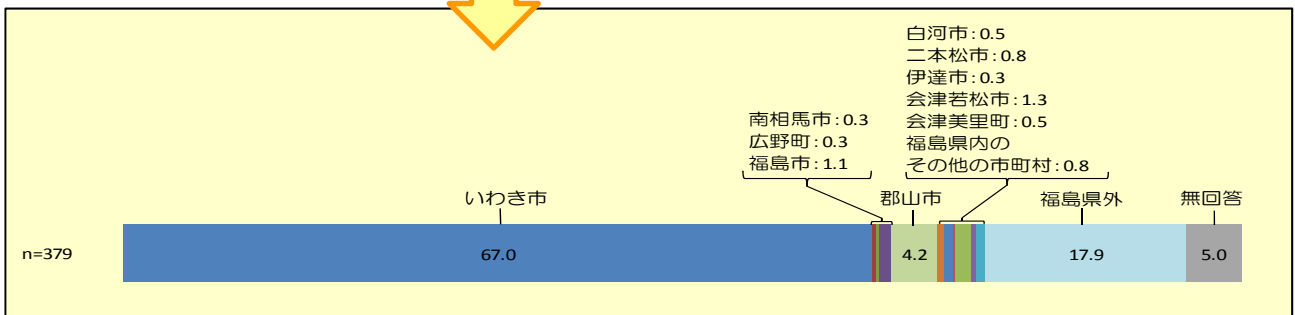 白河市:0.5
二本松市:0.8
伊達市:0.3
会津若松市:1.3
会津美里町:0.5
福島県内の
その他の市町村:0.8
南相馬市:0.3
広野町:0.3
福島市:1.1
いわき市
郡山市
福島県外
無回答
n=379
67.0
4.2
17.9
5.0